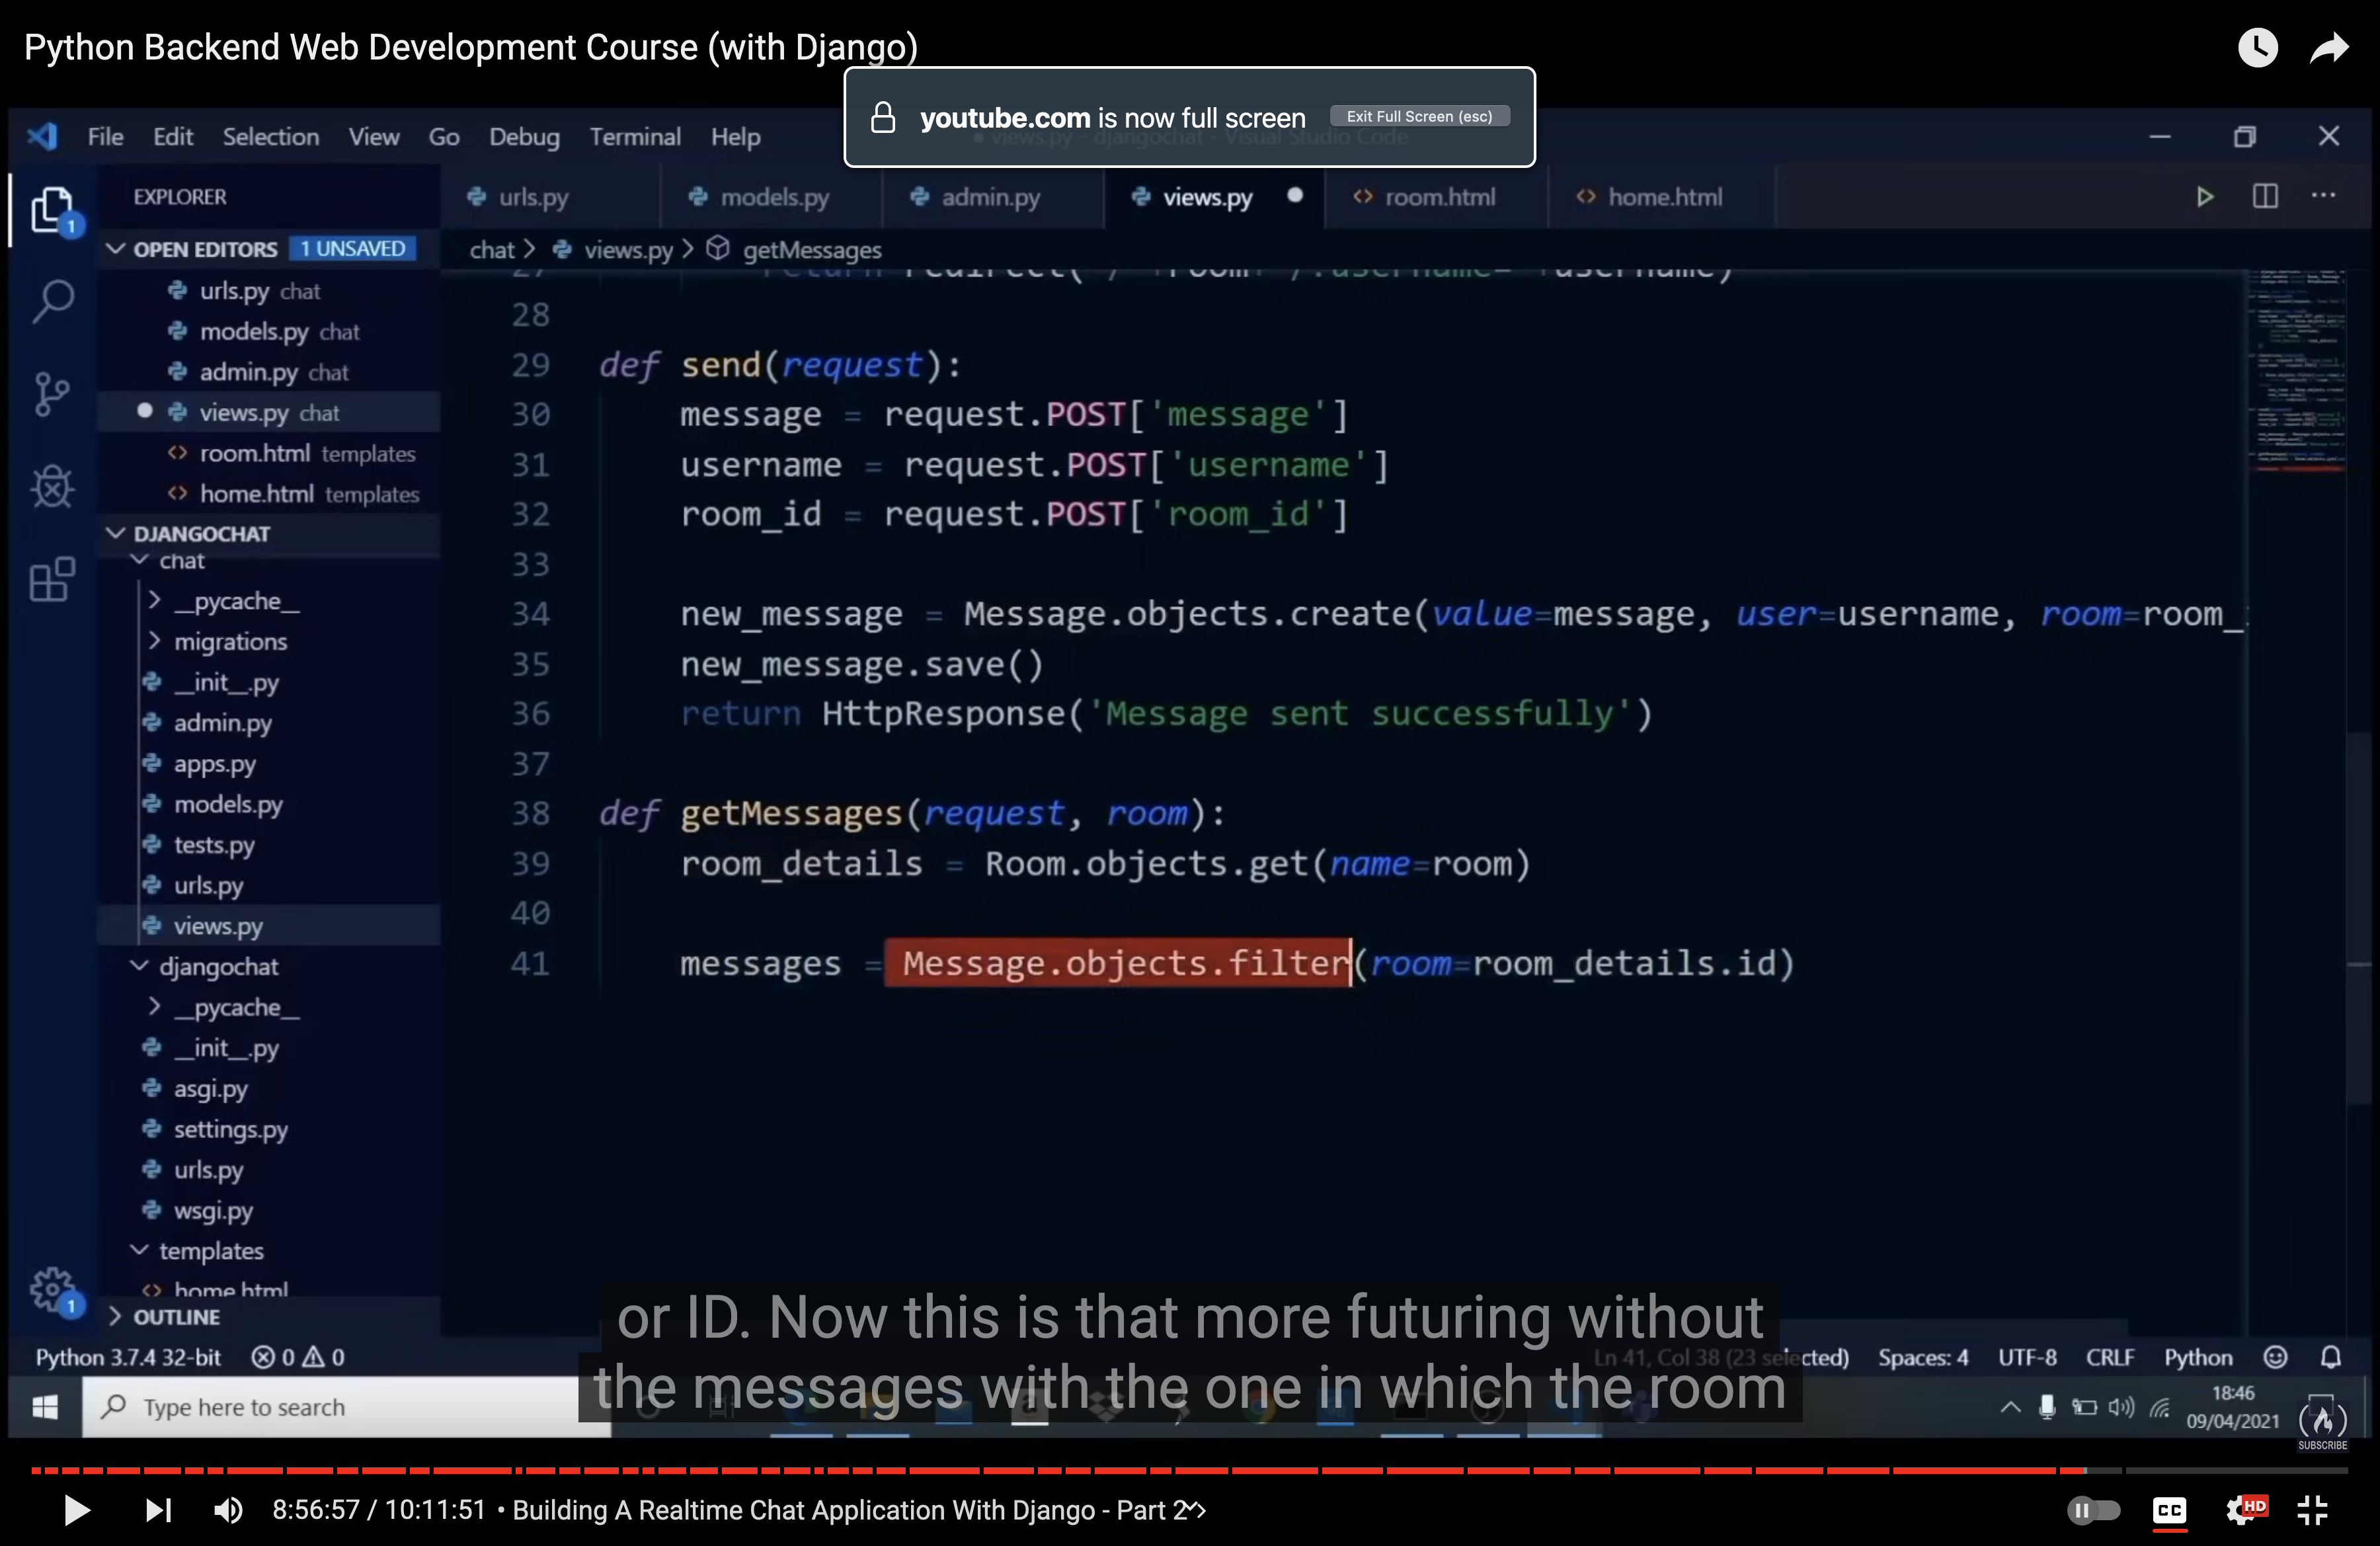 Python Backend Web Development Course (with Django)
youtube.com is now full screen Exit Full Screen (esc)
File Edit Selection View Go Debug Terminal Help
views.py - djangochat - Visual Studio Code
EXPLORER
urls.py models.py admin.py views.py room.html home.html
OPEN EDITORS 1 UNSAVED
chat > views.py > getMessages
urls.py chat
models.py chat
admin.py chat
views.py chat
room.html templates
home.html templates
DJANGOCHAT
chat
__pycache__
migrations
__init__.py
admin.py
apps.py
models.py
tests.py
urls.py
views.py
djangochat
__pycache__
__init__.py
asgi.py
settings.py
urls.py
wsgi.py
templates
home.html
OUTLINE
28
29 def send(request):
30 message = request.POST['message']
31 username = request.POST['username']
32 room_id = request.POST['room_id']
33
34 new_message = Message.objects.create(value=message, user=username, room=room_
35 new_message.save()
36 return HttpResponse('Message sent successfully')
37
38 def getMessages(request, room):
39 room_details = Room.objects.get(name=room)
40
41 messages = Message.objects.filter(room=room_details.id)
or ID. Now this is that more futuring without
the messages with the one in which the room
Python 3.7.4 32-bit 0 0 Ln 41, Col 38 (23 selected) Spaces: 4 UTF-8 CRLF Python
1
1
Type here to search
18:46
09/04/2021
SUBSCRIBE
8:56:57 / 10:11:51 • Building A Realtime Chat Application With Django - Part 2
CC HD